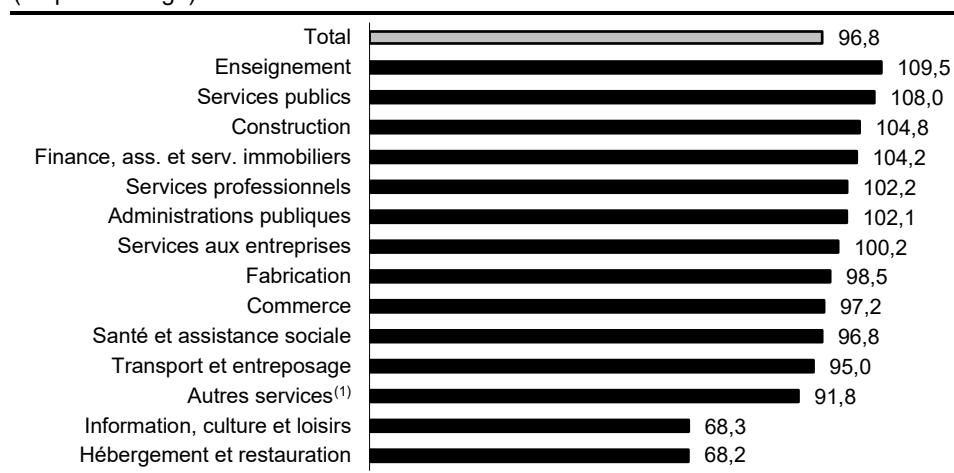 Total 96,8
Enseignement 109,5
Services publics 108,0
Construction 104,8
Finance, ass. et serv. immobiliers 104,2
Services professionnels 102,2
Administrations publiques 102,1
Services aux entreprises 100,2
Fabrication 98,5
Commerce 97,2
Santé et assistance sociale 96,8
Transport et entreposage 95,0
Autres services(1) 91,8
Information, culture et loisirs 68,3
Hébergement et restauration 68,2